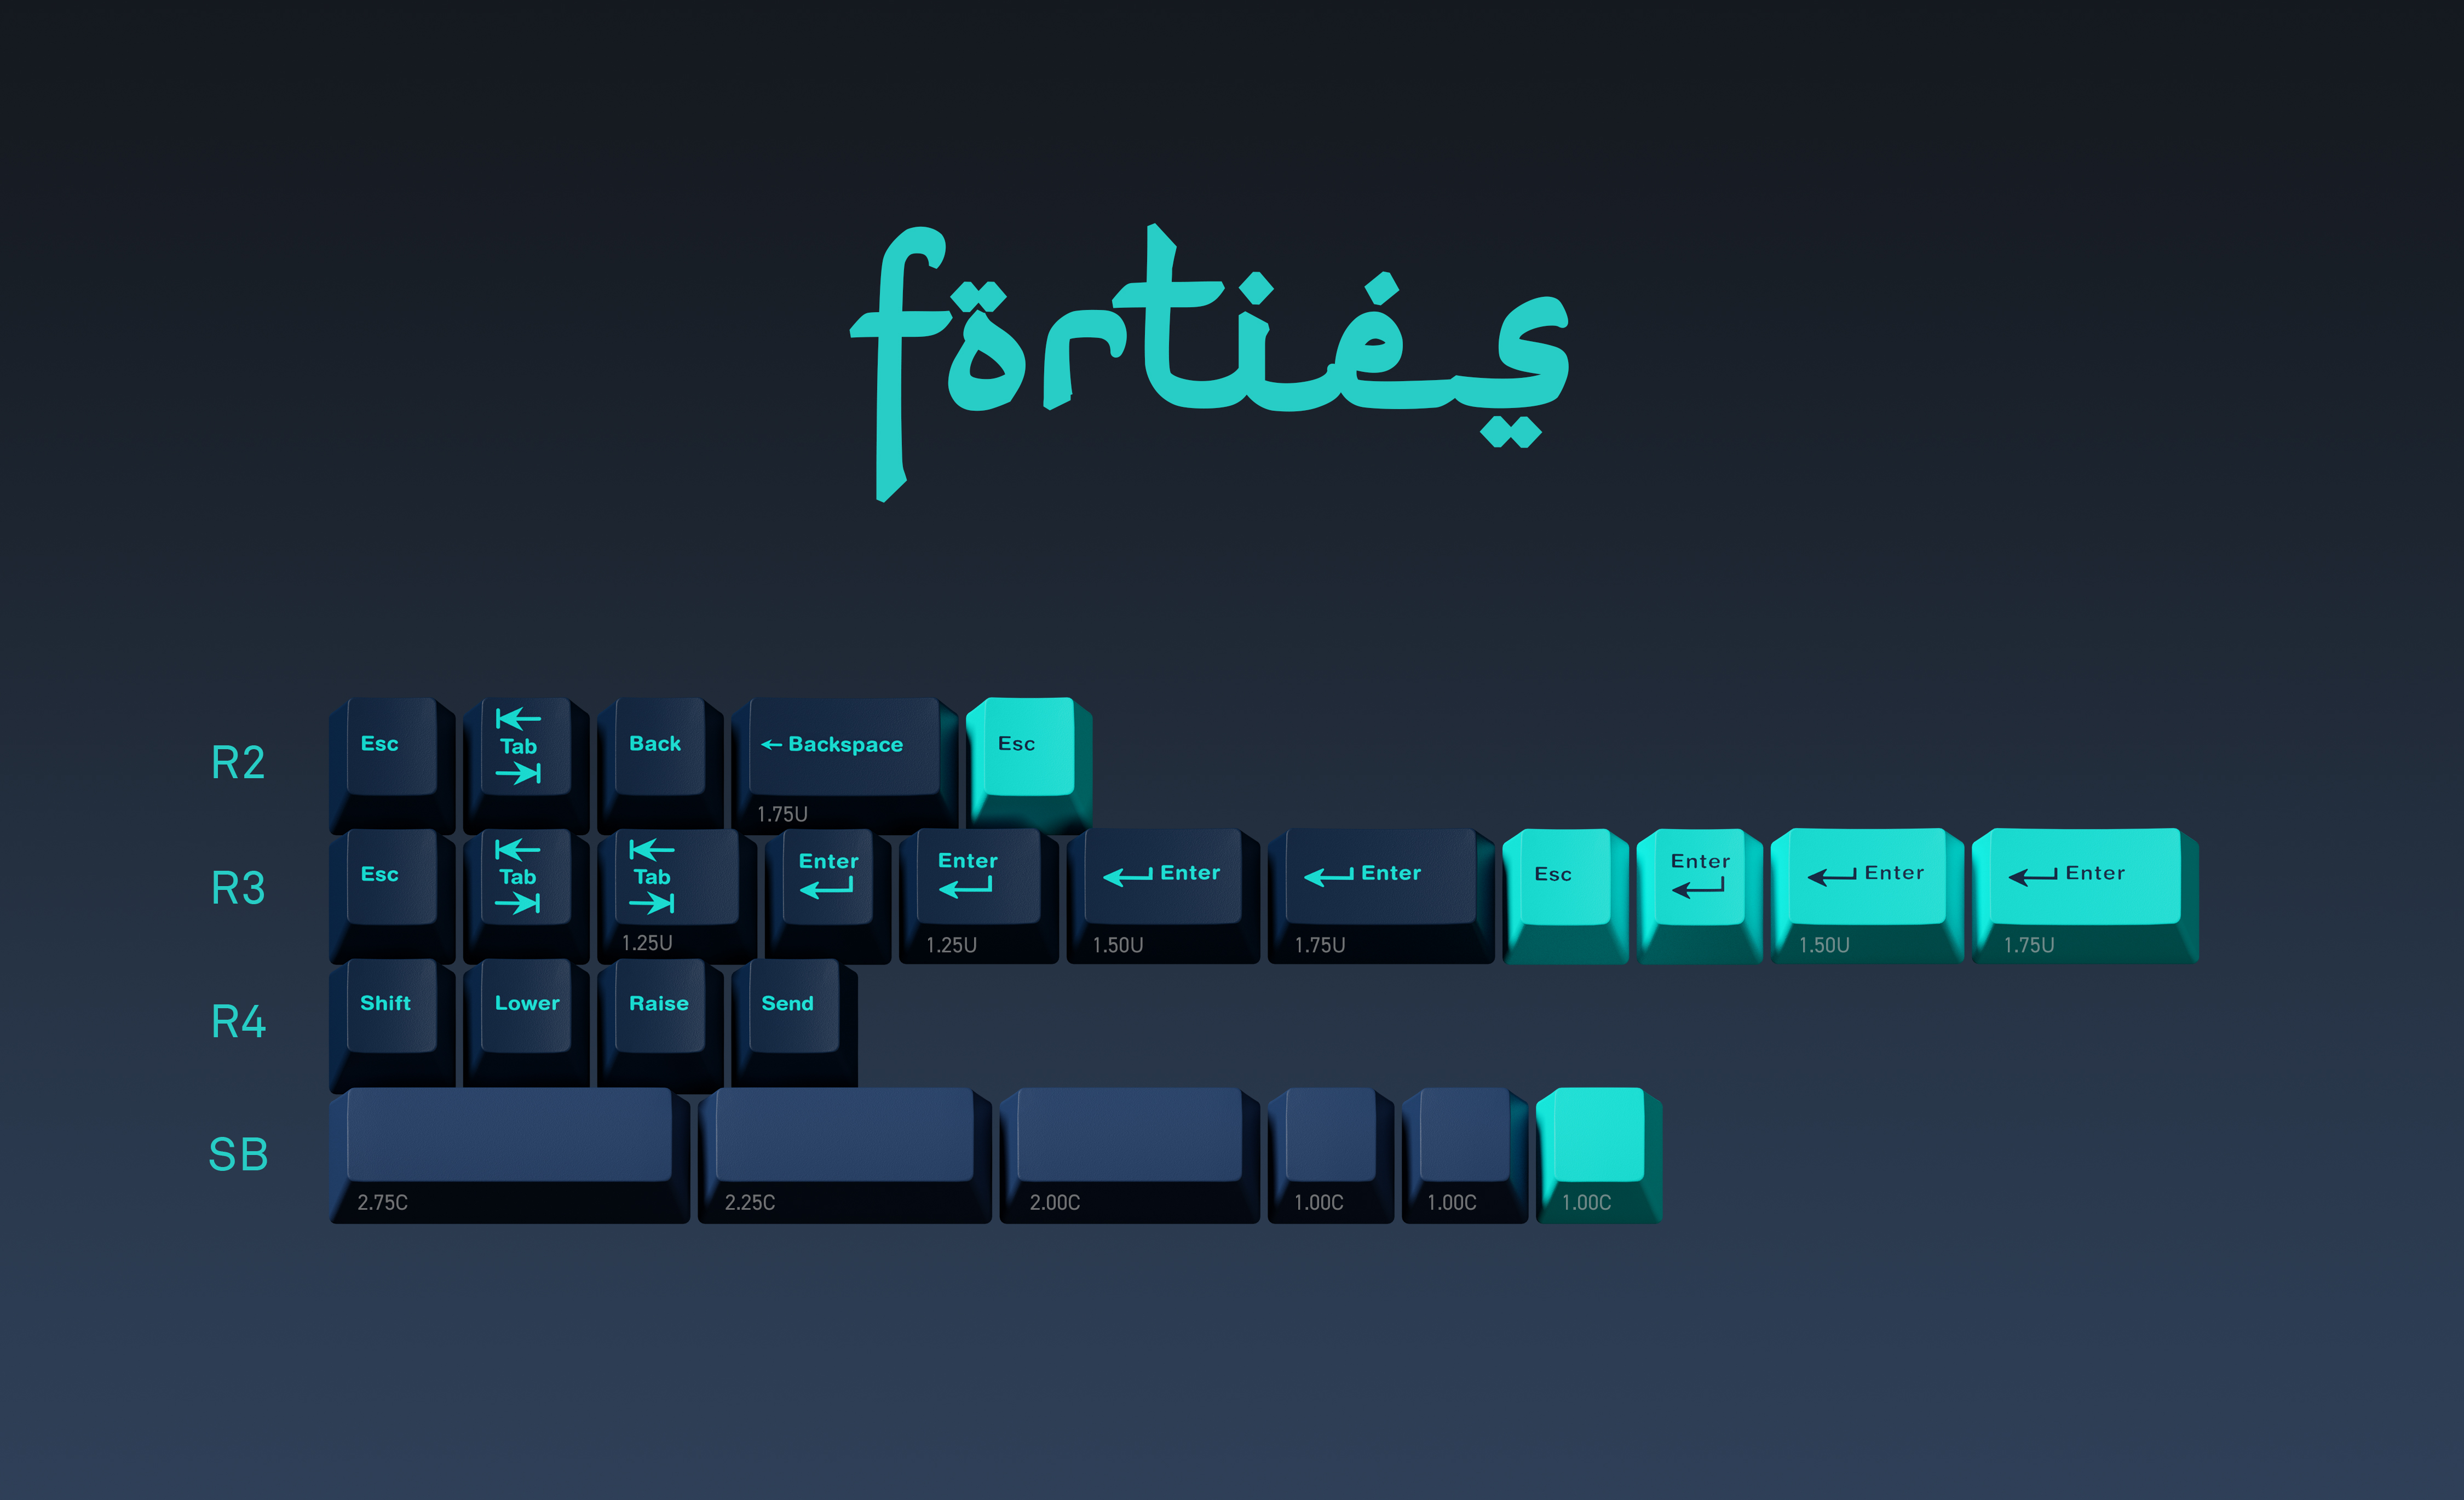 forties
R2 Esc Tab Back ← Backspace Esc
1.75U
R3 Esc Tab Tab Enter Enter Enter Enter Esc Enter Enter Enter
1.25U 1.25U 1.50U 1.75U 1.50U 1.75U
R4 Shift Lower Raise Send
SB
2.75C 2.25C 2.00C 1.00C 1.00C 1.00C